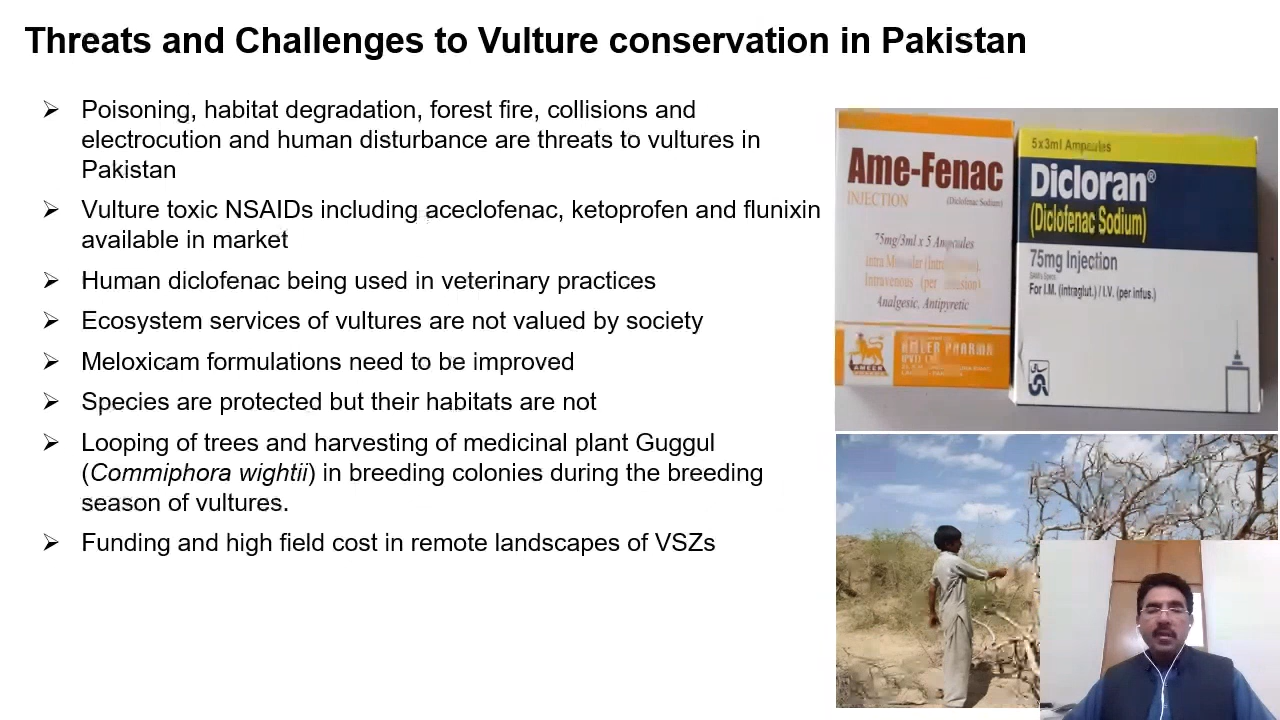 Threats and Challenges to Vulture conservation in Pakistan
➢ Poisoning, habitat degradation, forest fire, collisions and
electrocution and human disturbance are threats to vultures in
Pakistan
➢ Vulture toxic NSAIDs including aceclofenac, ketoprofen and flunixin
available in market
➢ Human diclofenac being used in veterinary practices
➢ Ecosystem services of vultures are not valued by society
➢ Meloxicam formulations need to be improved
➢ Species are protected but their habitats are not
➢ Looping of trees and harvesting of medicinal plant Guggul
(Commiphora wightii) in breeding colonies during the breeding
season of vultures.
➢ Funding and high field cost in remote landscapes of VSZs
Ame-Fenac
INJECTION
(Diclofenac Sodium)
75mg/3ml x 5 Ampoules
Intravenous (per
Analgesic, Antipyretic
PHARMA
AMEER
5x3ml Ampoules
Dicloran®
(Diclofenac Sodium)
75mg Injection
For I.M. (intraglut.) / I.V. (per infus.)